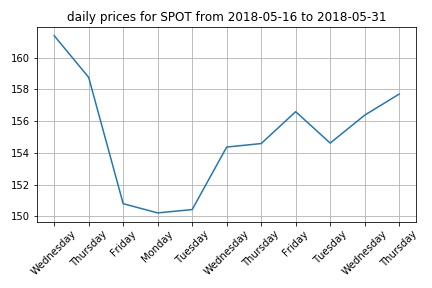 daily prices for SPOT from 2018-05-16 to 2018-05-31
160
158
156
154
152
150
Wednesday
Thursday
Friday
Monday
Tuesday
Wednesday
Thursday
Friday
Tuesday
Wednesday
Thursday